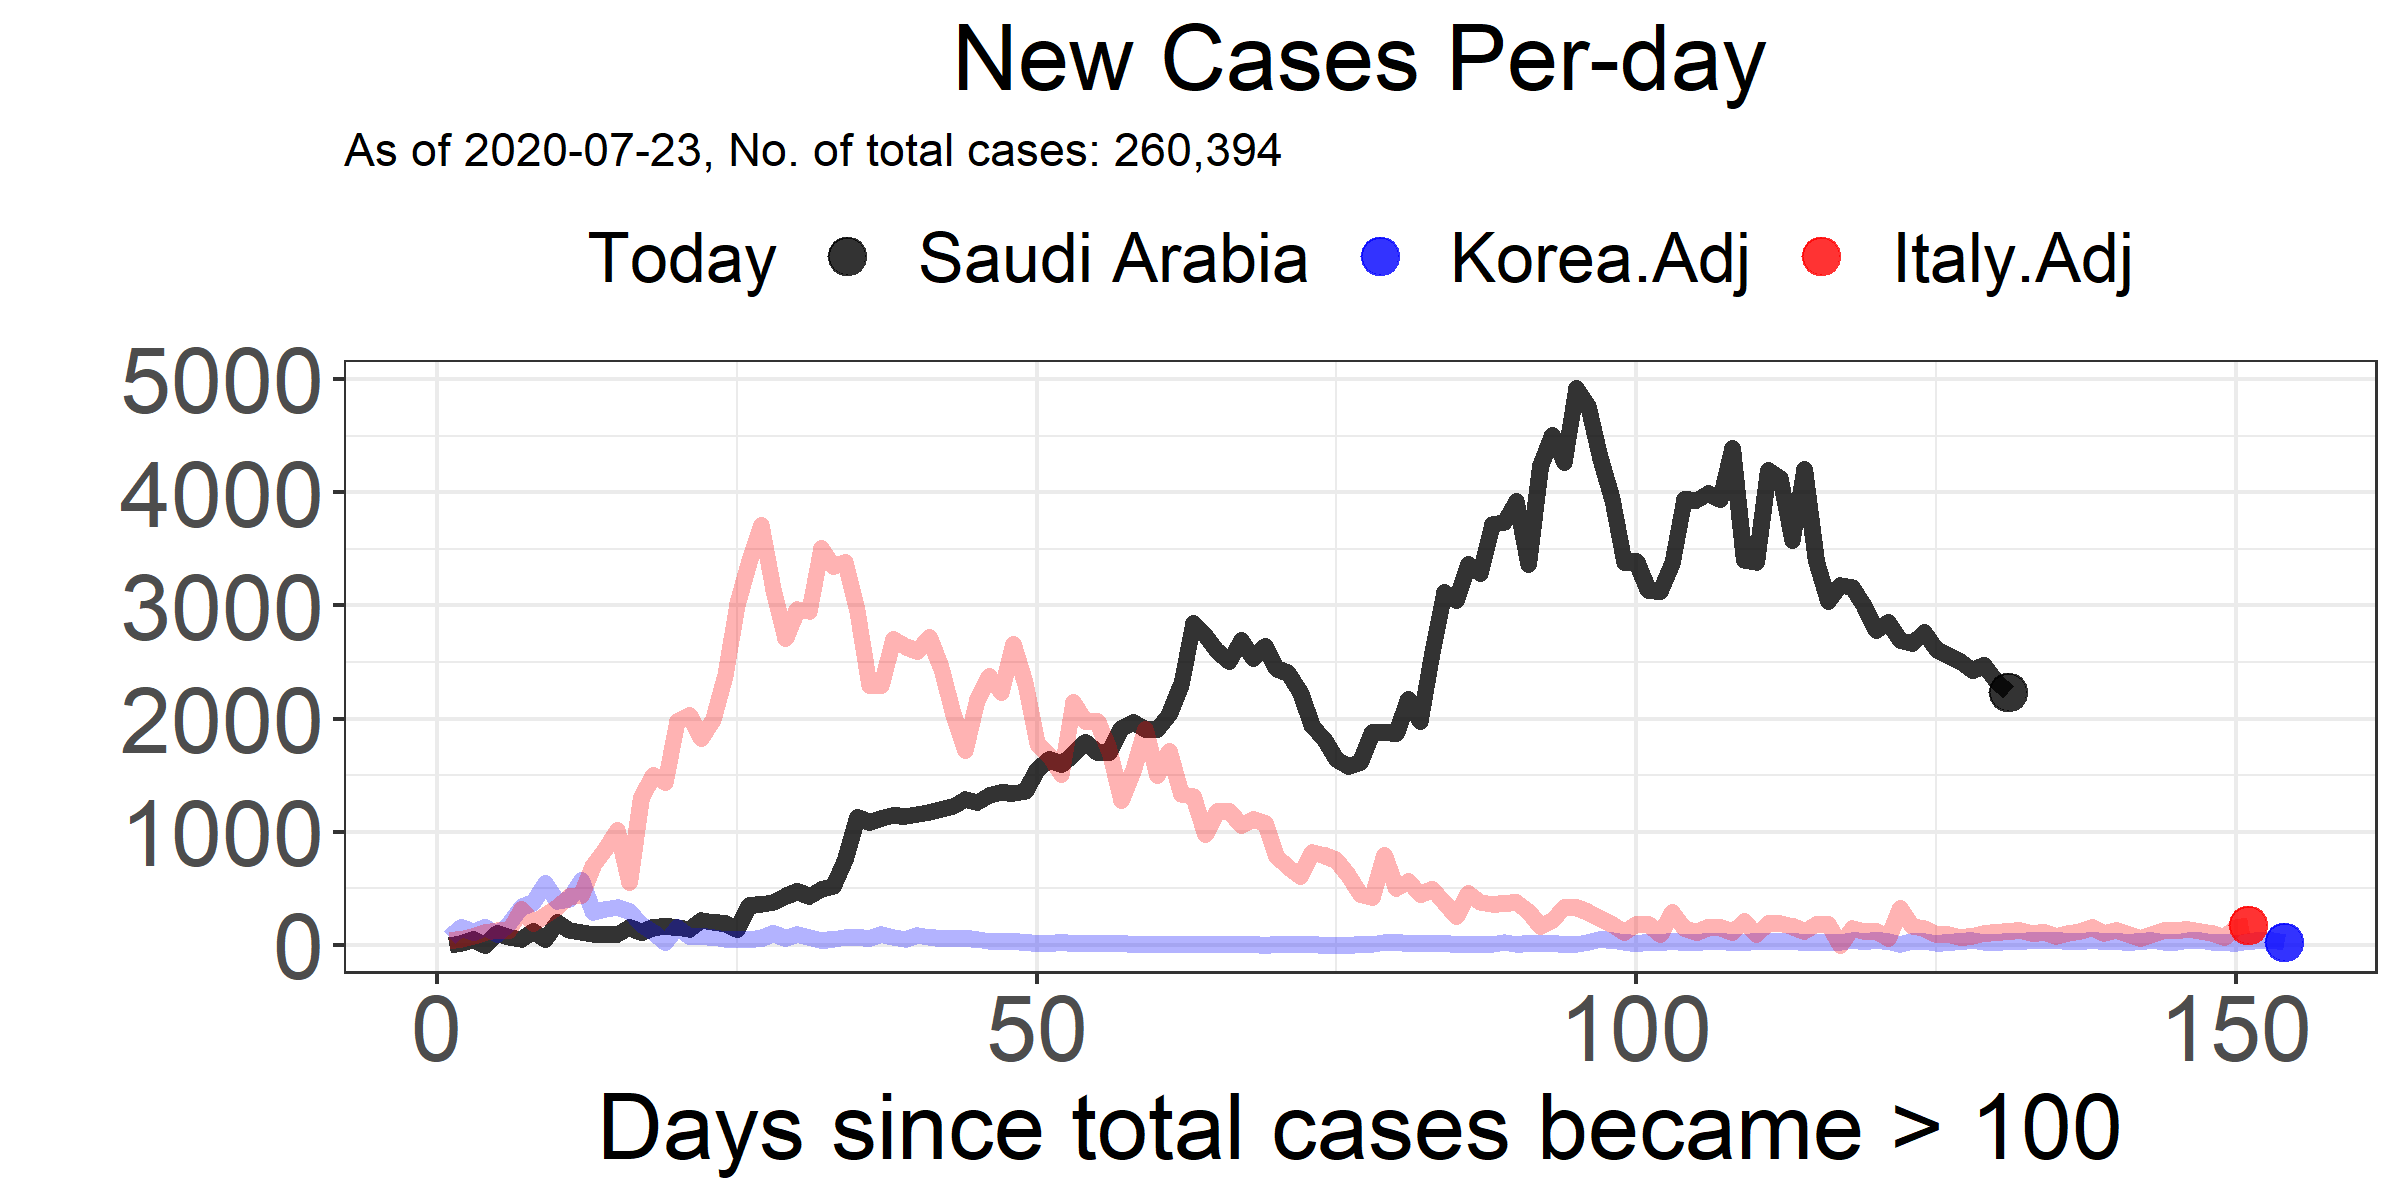 New Cases Per-day
As of 2020-07-23, No. of total cases: 260,394
Today Saudi Arabia Korea.Adj Italy.Adj
5000
4000
3000
2000
1000
0
0 50 100 150
Days since total cases became > 100